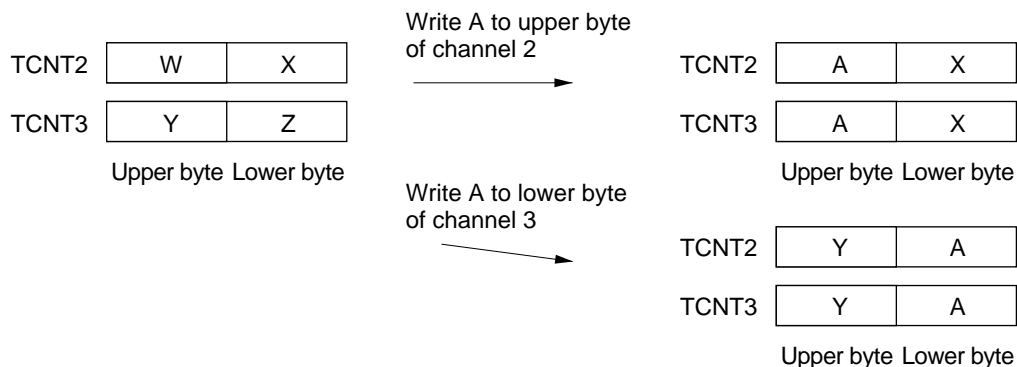 Write A to upper byte
of channel 2
TCNT2 W X
TCNT3 Y Z
Upper byte Lower byte
TCNT2 A X
TCNT3 A X
Upper byte Lower byte
Write A to lower byte
of channel 3
TCNT2 Y A
TCNT3 Y A
Upper byte Lower byte